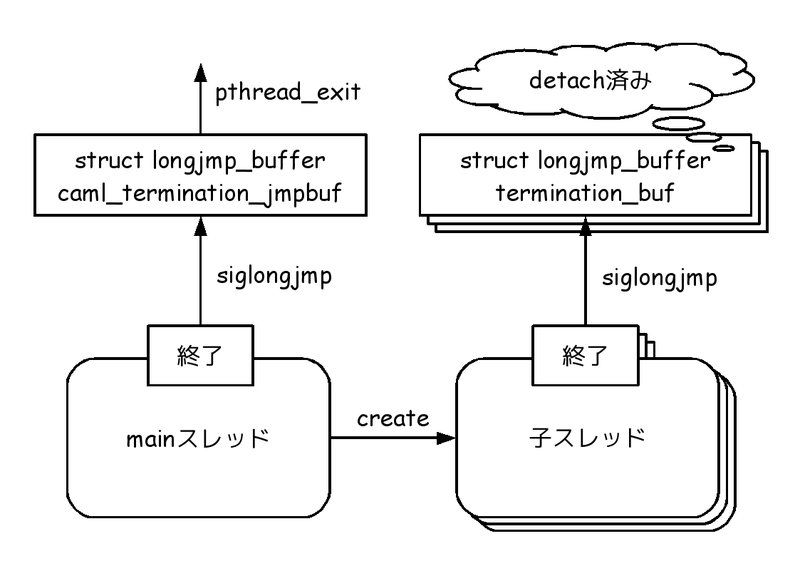 detach済み
pthread_exit
struct longjmp_buffer
caml_termination_jmpbuf
struct longjmp_buffer
termination_buf
siglongjmp
siglongjmp
終了
終了
mainスレッド
create
子スレッド